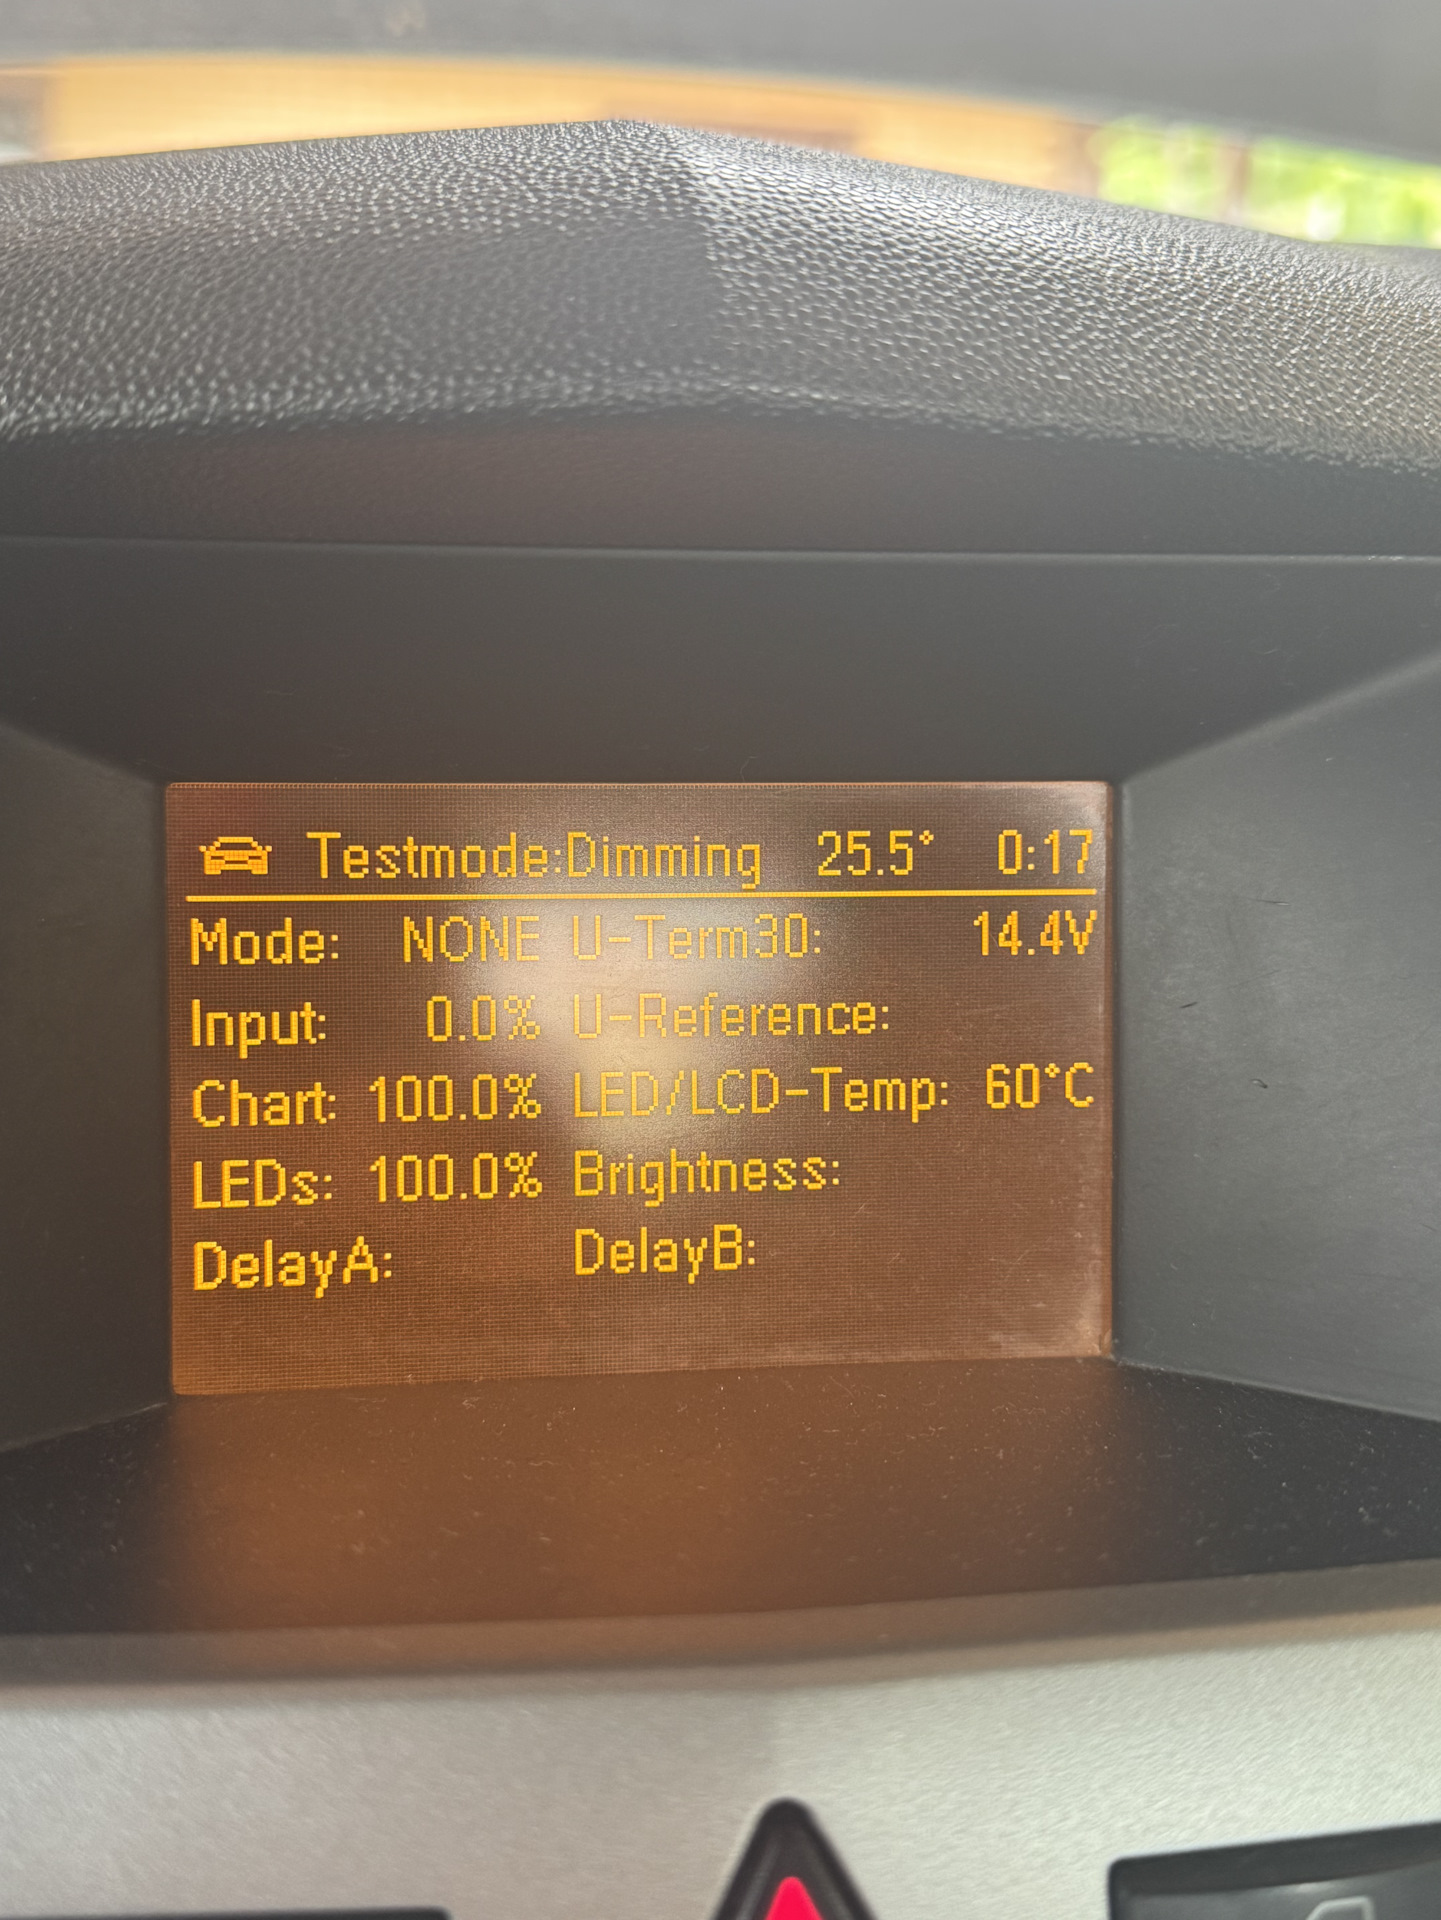 Testmode:Dimming 25.5° 0:17
Mode: NONE U-Term30: 14.4V
Input: 0.0% U-Reference:
Chart: 100.0% LED/LCD-Temp: 60°C
LEDs: 100.0% Brightness:
DelayA: DelayB: